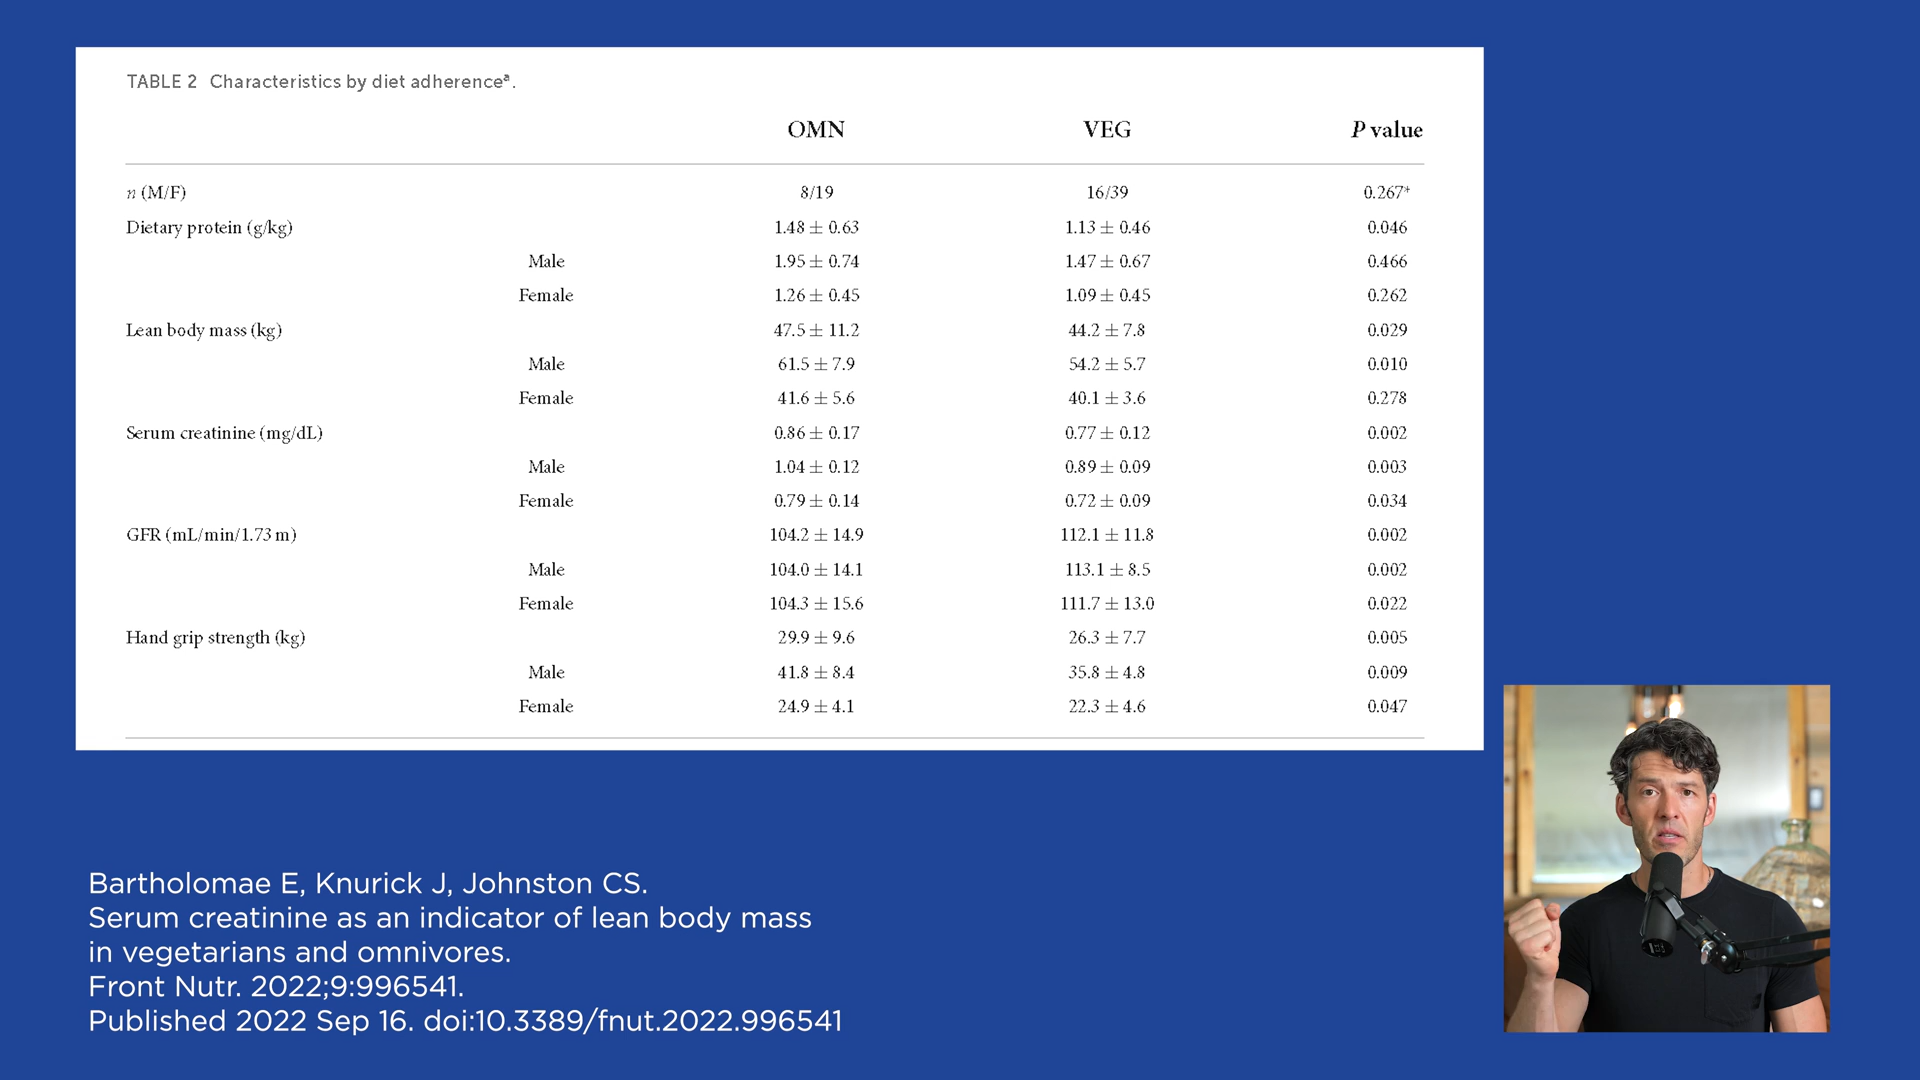 TABLE 2 Characteristics by diet adherenceª.
OMN VEG P value
n (M/F) 8/19 16/39 0.267⁺
Dietary protein (g/kg) 1.48 ± 0.63 1.13 ± 0.46 0.046
Male 1.95 ± 0.74 1.47 ± 0.67 0.466
Female 1.26 ± 0.45 1.09 ± 0.45 0.262
Lean body mass (kg) 47.5 ± 11.2 44.2 ± 7.8 0.029
Male 61.5 ± 7.9 54.2 ± 5.7 0.010
Female 41.6 ± 5.6 40.1 ± 3.6 0.278
Serum creatinine (mg/dL) 0.86 ± 0.17 0.77 ± 0.12 0.002
Male 1.04 ± 0.12 0.89 ± 0.09 0.003
Female 0.79 ± 0.14 0.72 ± 0.09 0.034
GFR (mL/min/1.73 m) 104.2 ± 14.9 112.1 ± 11.8 0.002
Male 104.0 ± 14.1 113.1 ± 8.5 0.002
Female 104.3 ± 15.6 111.7 ± 13.0 0.022
Hand grip strength (kg) 29.9 ± 9.6 26.3 ± 7.7 0.005
Male 41.8 ± 8.4 35.8 ± 4.8 0.009
Female 24.9 ± 4.1 22.3 ± 4.6 0.047
Bartholomae E, Knurick J, Johnston CS.
Serum creatinine as an indicator of lean body mass
in vegetarians and omnivores.
Front Nutr. 2022;9:996541.
Published 2022 Sep 16. doi:10.3389/fnut.2022.996541